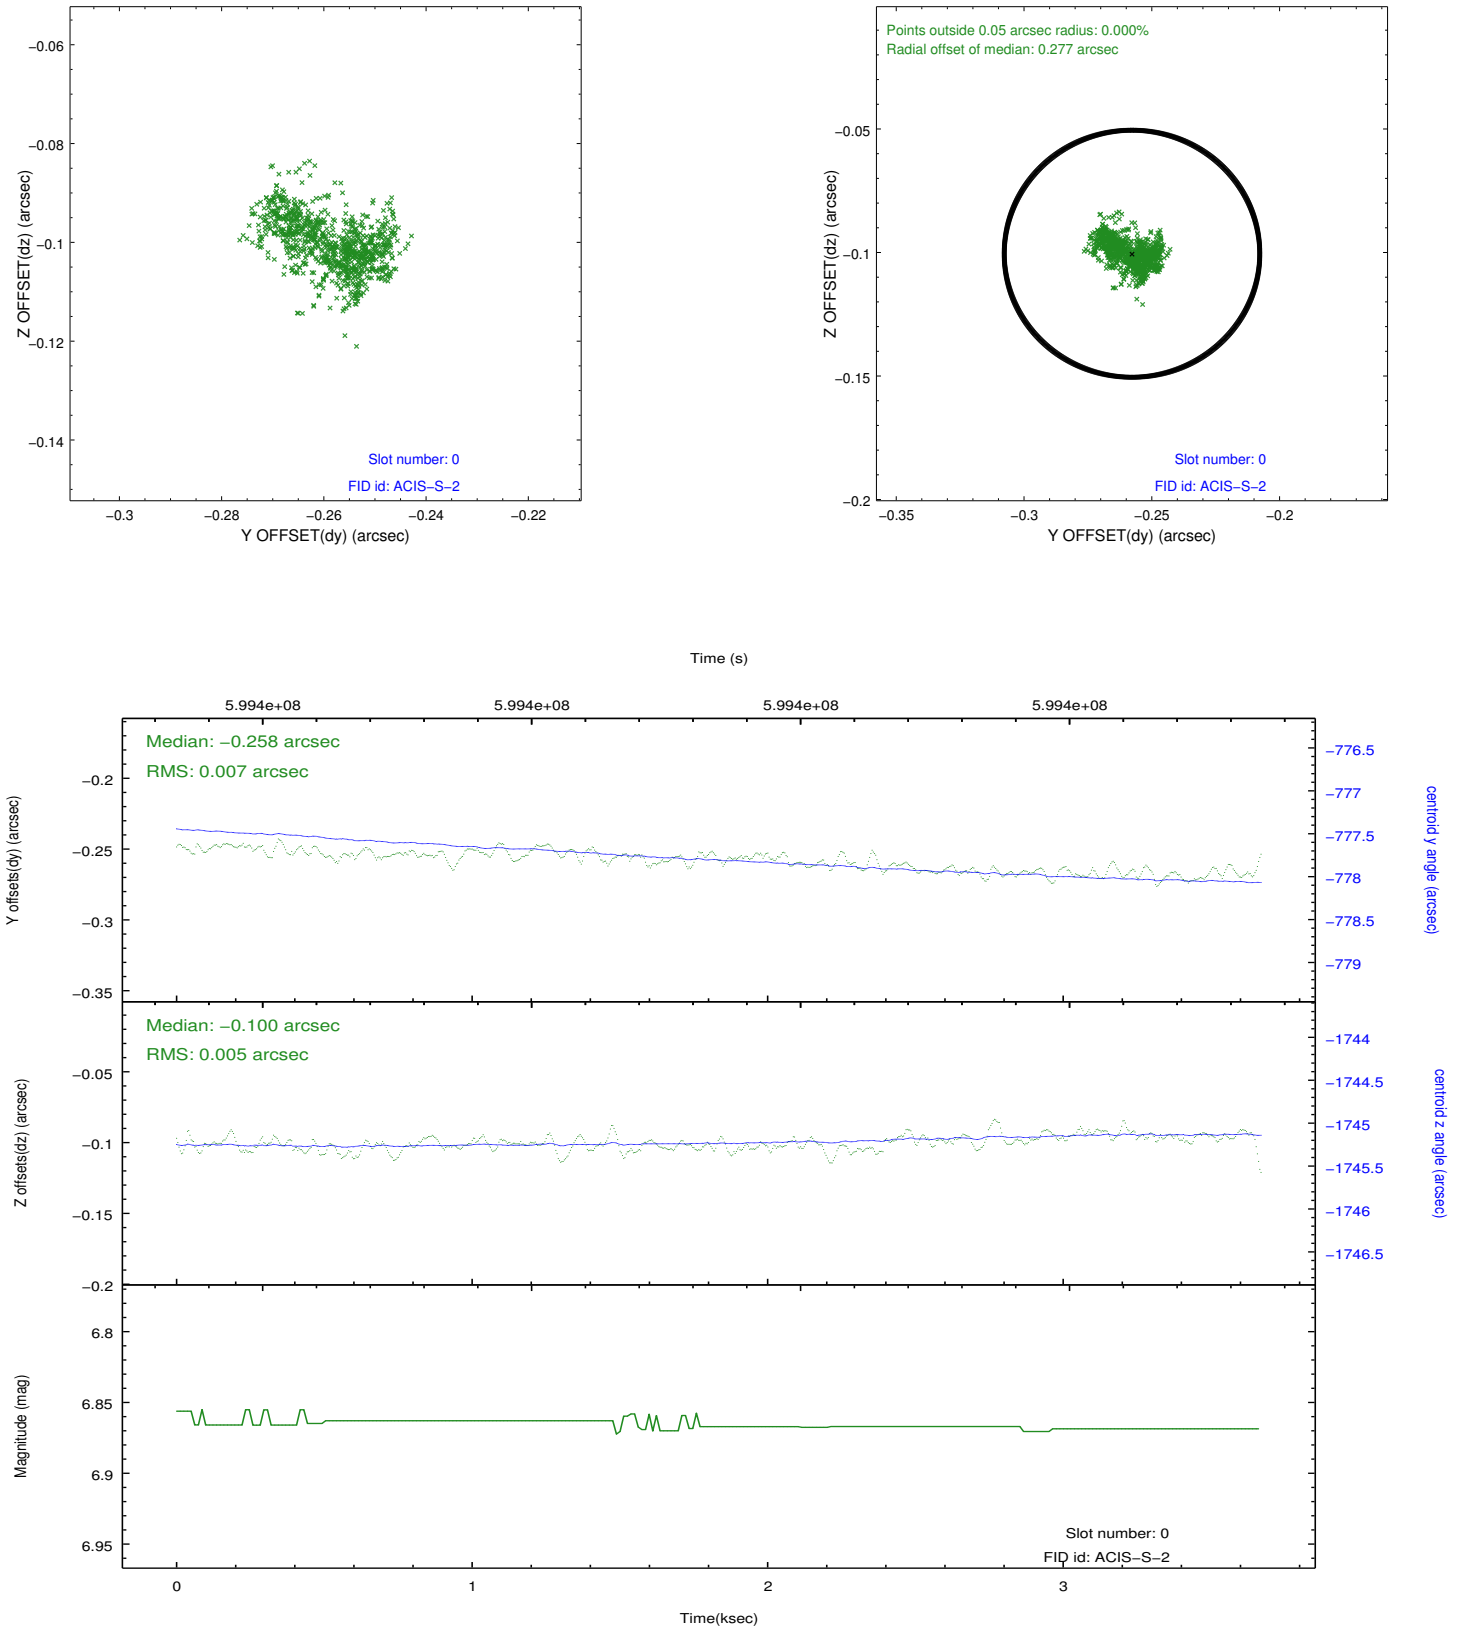 −0.06
−0.08
−0.1
−0.12
−0.14
Z OFFSET(dz) (arcsec)
Slot number: 0
FID id: ACIS−S−2
−0.3
−0.28
−0.26
−0.24
−0.22
Y OFFSET(dy) (arcsec)
Points outside 0.05 arcsec radius: 0.000%
Radial offset of median: 0.277 arcsec
−0.05
−0.1
−0.15
−0.2
Z OFFSET(dz) (arcsec)
Slot number: 0
FID id: ACIS−S−2
−0.35
−0.3
−0.25
−0.2
Y OFFSET(dy) (arcsec)
Time (s)
5.994e+08
5.994e+08
5.994e+08
5.994e+08
Median: −0.258 arcsec
RMS: 0.007 arcsec
−0.2
−0.25
−0.3
−0.35
Y offsets(dy) (arcsec)
−776.5
−777
−777.5
−778
−778.5
−779
centroid y angle (arcsec)
Median: −0.100 arcsec
RMS: 0.005 arcsec
−0.05
−0.1
−0.15
−0.2
Z offsets(dz) (arcsec)
−1744
−1744.5
−1745
−1745.5
−1746
−1746.5
centroid z angle (arcsec)
6.8
6.85
6.9
6.95
Magnitude (mag)
Slot number: 0
FID id: ACIS−S−2
0
1
2
3
Time(ksec)